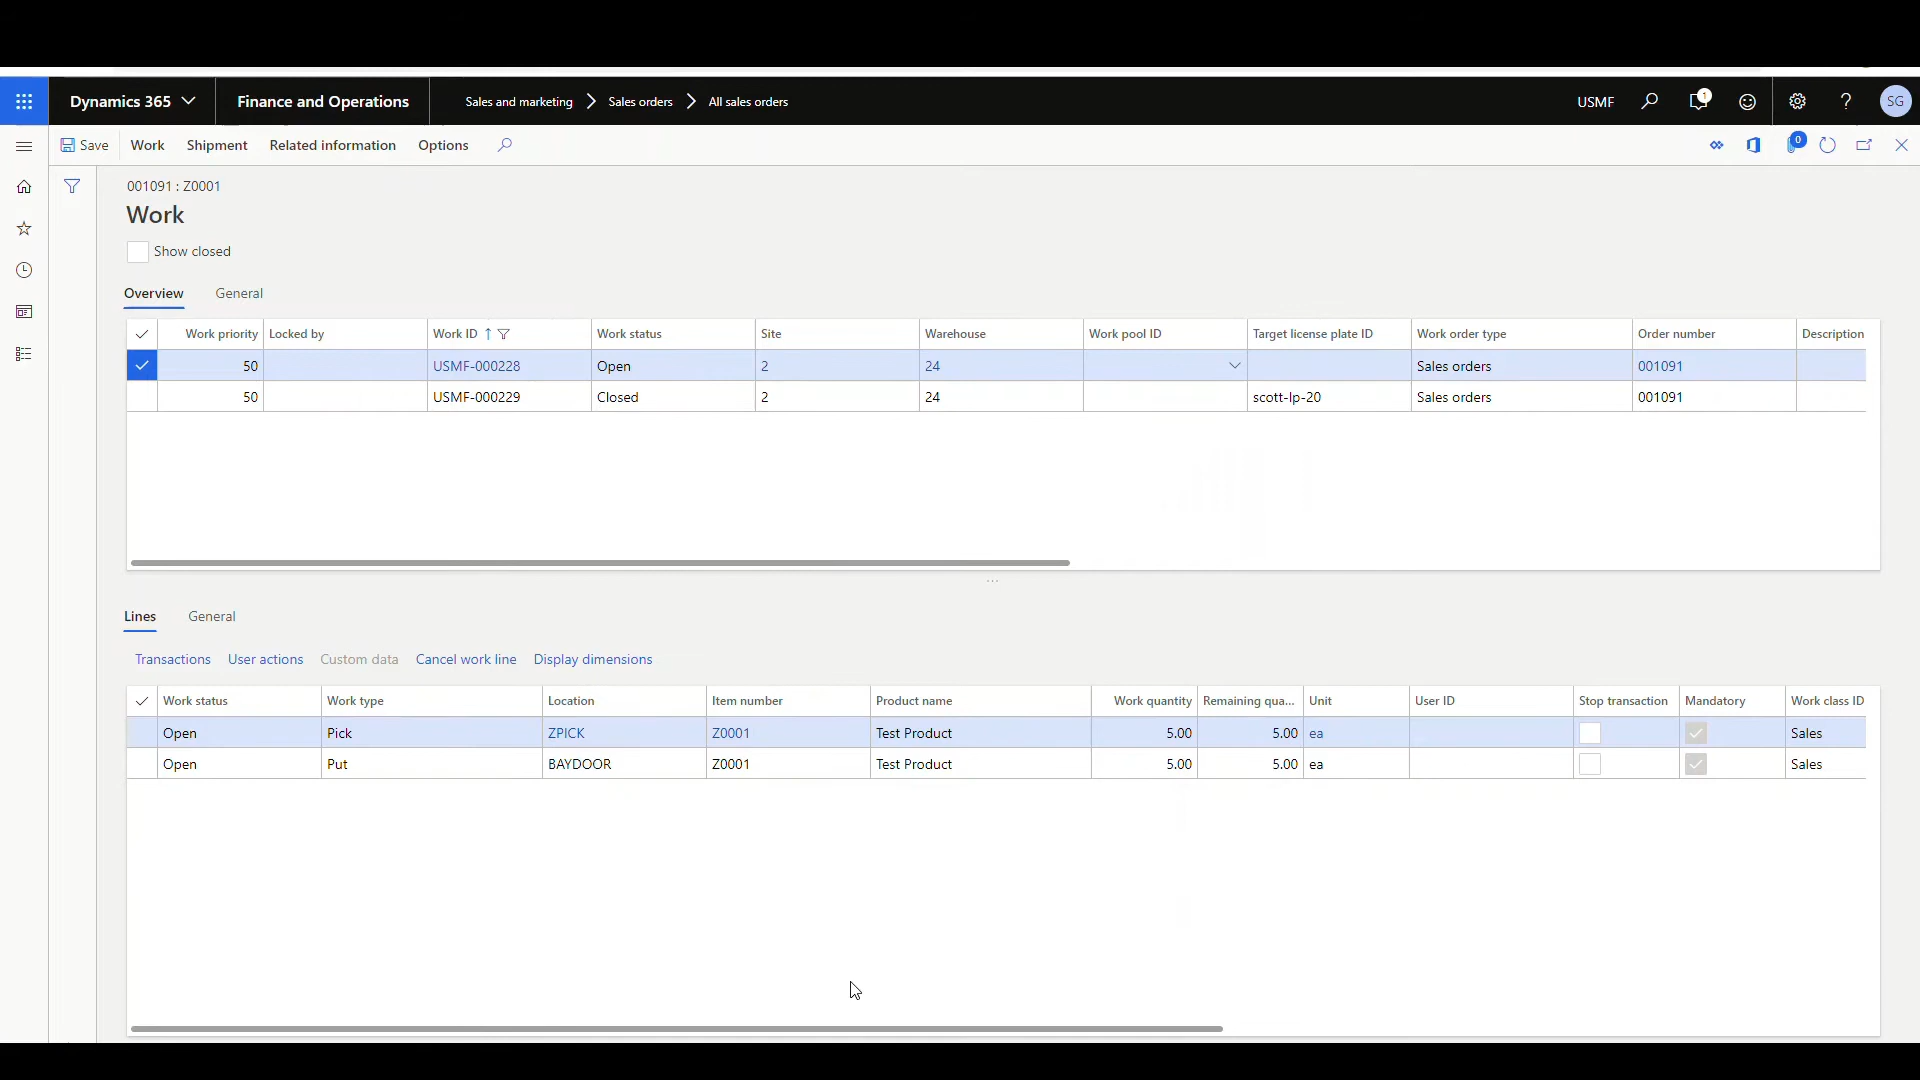 Dynamics 365 Finance and Operations Sales and marketing Sales orders All sales orders USMF 1 ? SG
Save Work Shipment Related information Options 0
001091 : Z0001
Work
Show closed
Overview General
Work priority Locked by Work ID ↑ Work status Site Warehouse Work pool ID Target license plate ID Work order type Order number Description
50 USMF-000228 Open 2 24 Sales orders 001091
50 USMF-000229 Closed 2 24 scott-lp-20 Sales orders 001091
Lines General
Transactions User actions Custom data Cancel work line Display dimensions
Work status Work type Location Item number Product name Work quantity Remaining qua... Unit User ID Stop transaction Mandatory Work class ID
Open Pick ZPICK Z0001 Test Product 5.00 5.00 ea Sales
Open Put BAYDOOR Z0001 Test Product 5.00 5.00 ea Sales